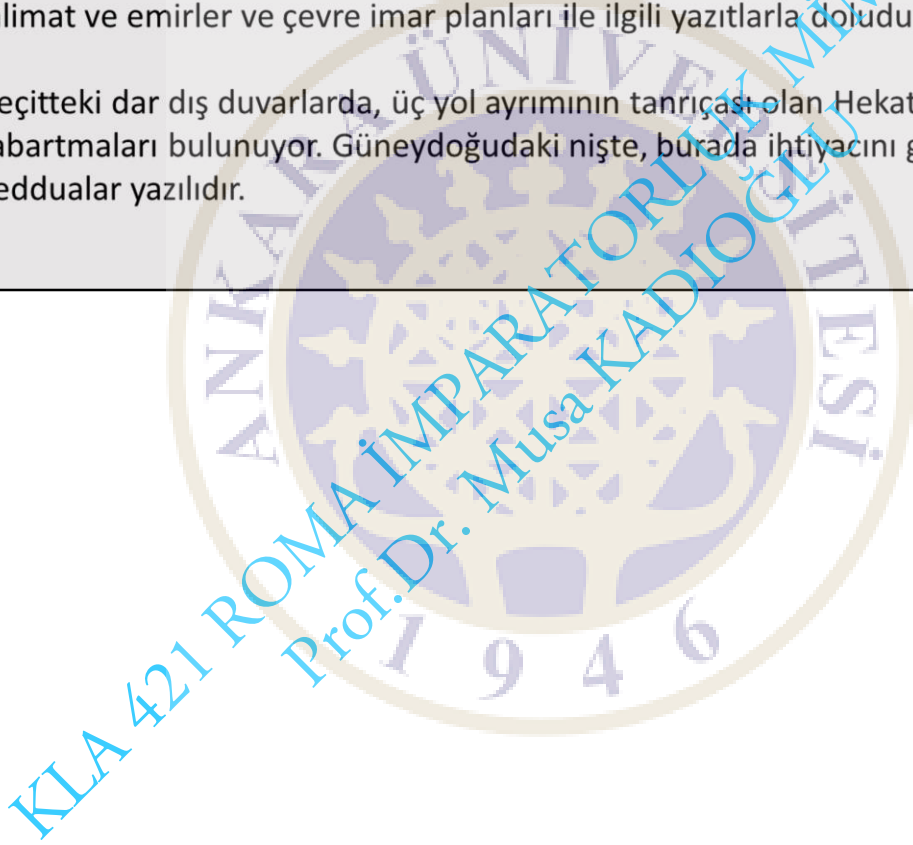 limat ve emirler ve çevre imar planları ile ilgili yazıtlarla doludu
eçitteki dar dış duvarlarda, üç yol ayrımının tanrıçası olan Hekat
abartmaları bulunuyor. Güneydoğudaki nişte, burada ihtiyacını g
eddualar yazılıdır.
ANKARA ÜNİVERSİTESİ
1946
KLA 421 ROMA İMPARATORLUK Mİ
Prof.Dr. Musa KADIOĞLU